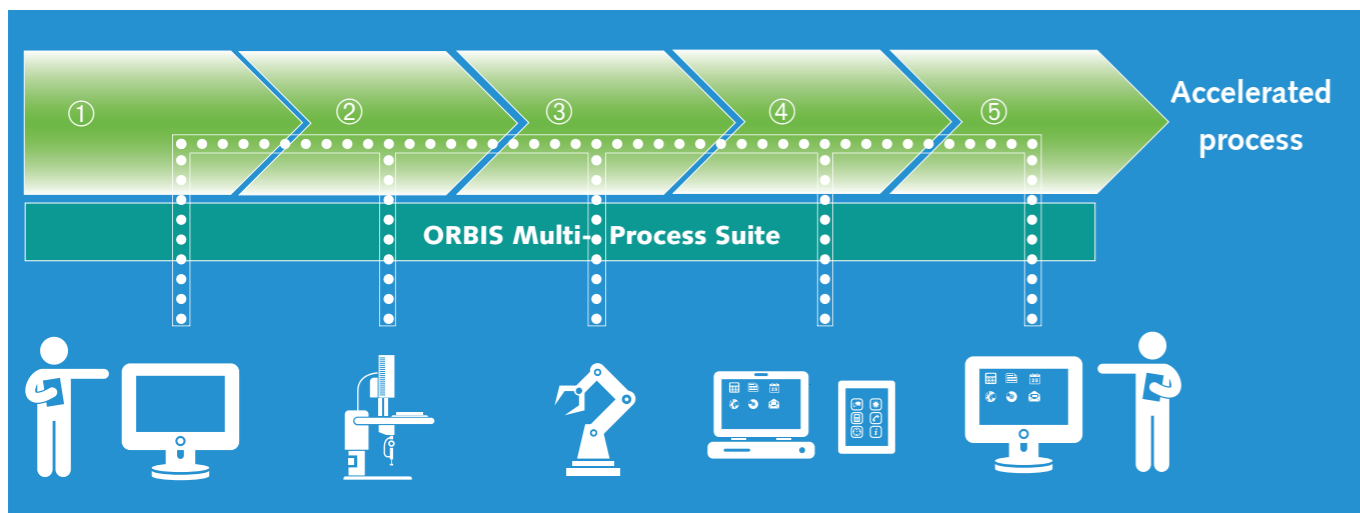 ① ② ③ ④ ⑤
Accelerated
process
ORBIS Multi- Process Suite